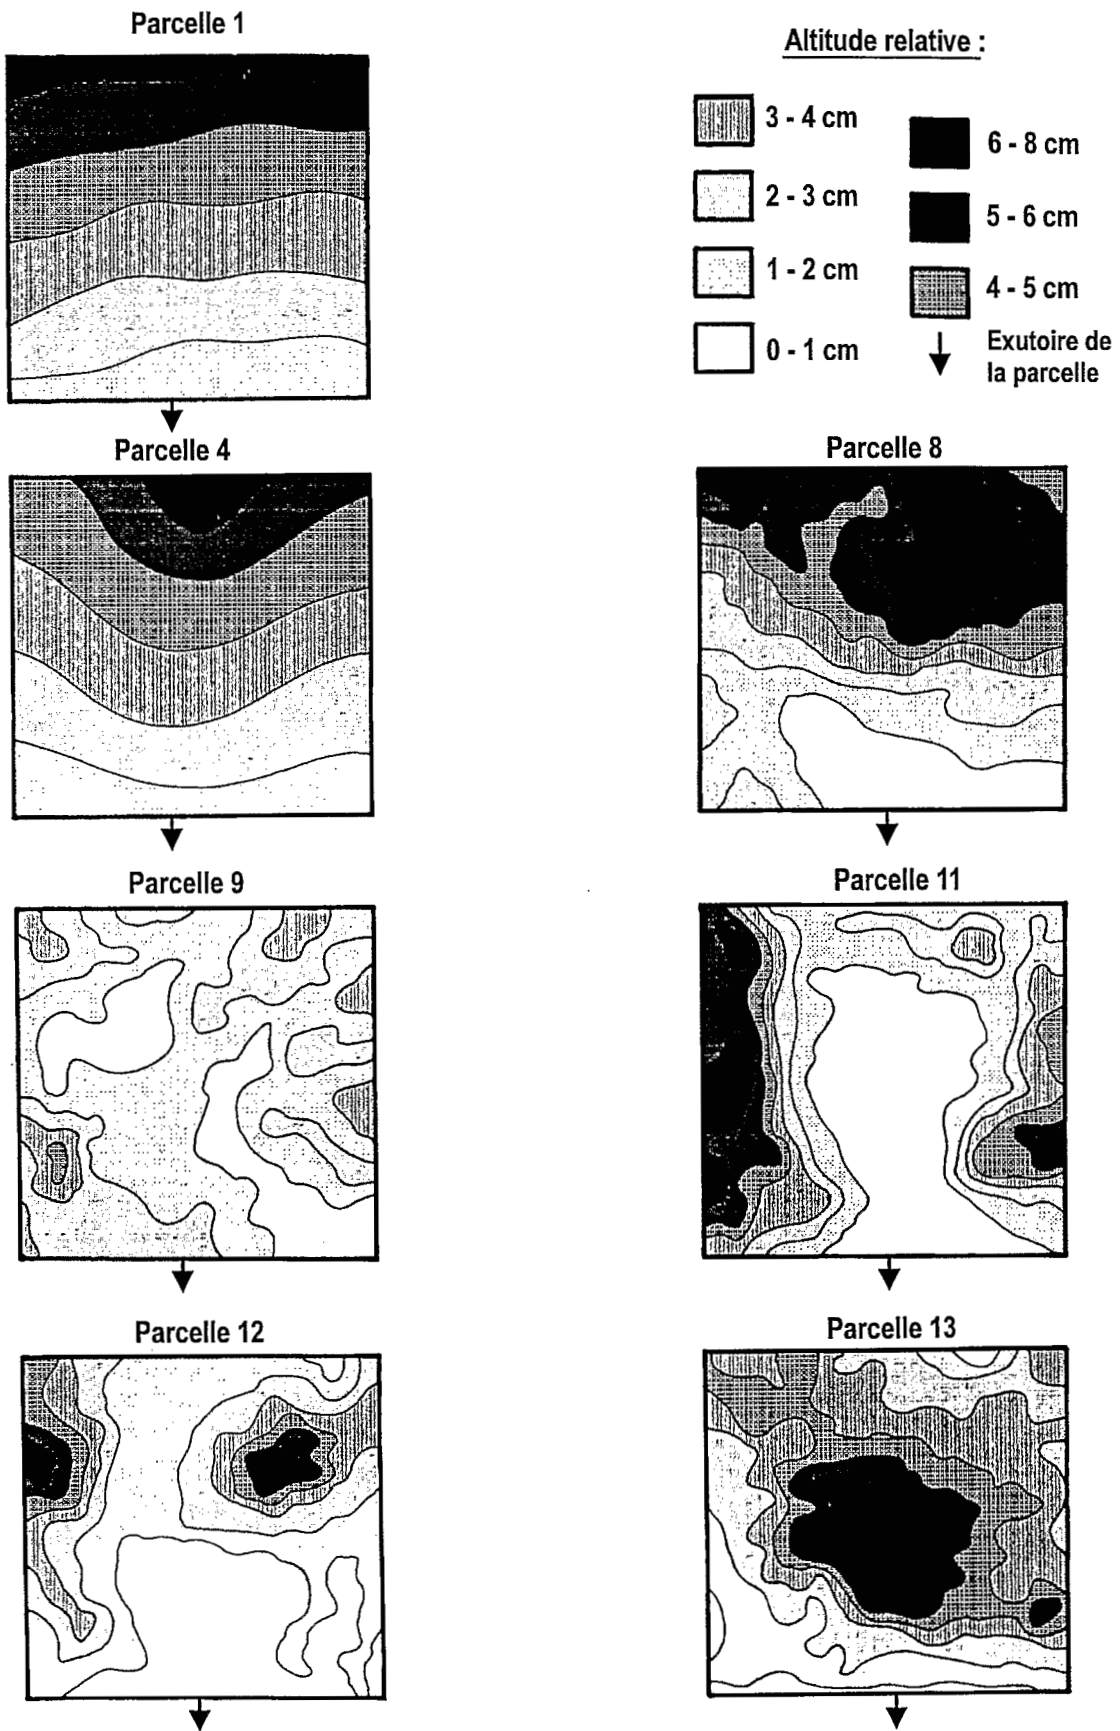 Parcelle 1
Altitude relative :
3 - 4 cm
2 - 3 cm
1 - 2 cm
0 - 1 cm
6 - 8 cm
5 - 6 cm
4 - 5 cm
Exutoire de
la parcelle
Parcelle 4
Parcelle 8
Parcelle 9
Parcelle 11
Parcelle 12
Parcelle 13